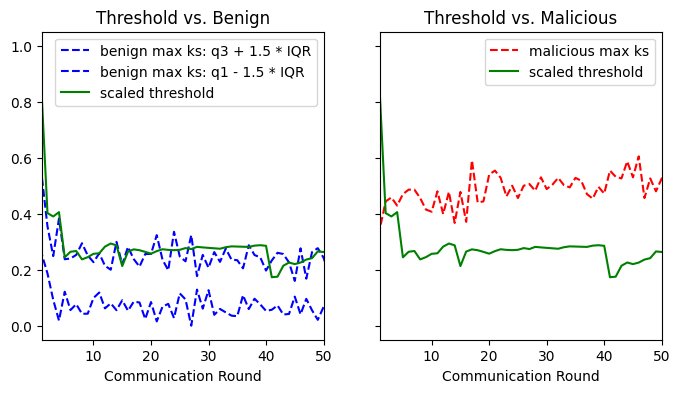 Threshold vs. Benign
benign max ks: q3 + 1.5 * IQR
benign max ks: q1 - 1.5 * IQR
scaled threshold
1.0
0.8
0.6
0.4
0.2
0.0
10 20 30 40 50
Communication Round
Threshold vs. Malicious
malicious max ks
scaled threshold
10 20 30 40 50
Communication Round